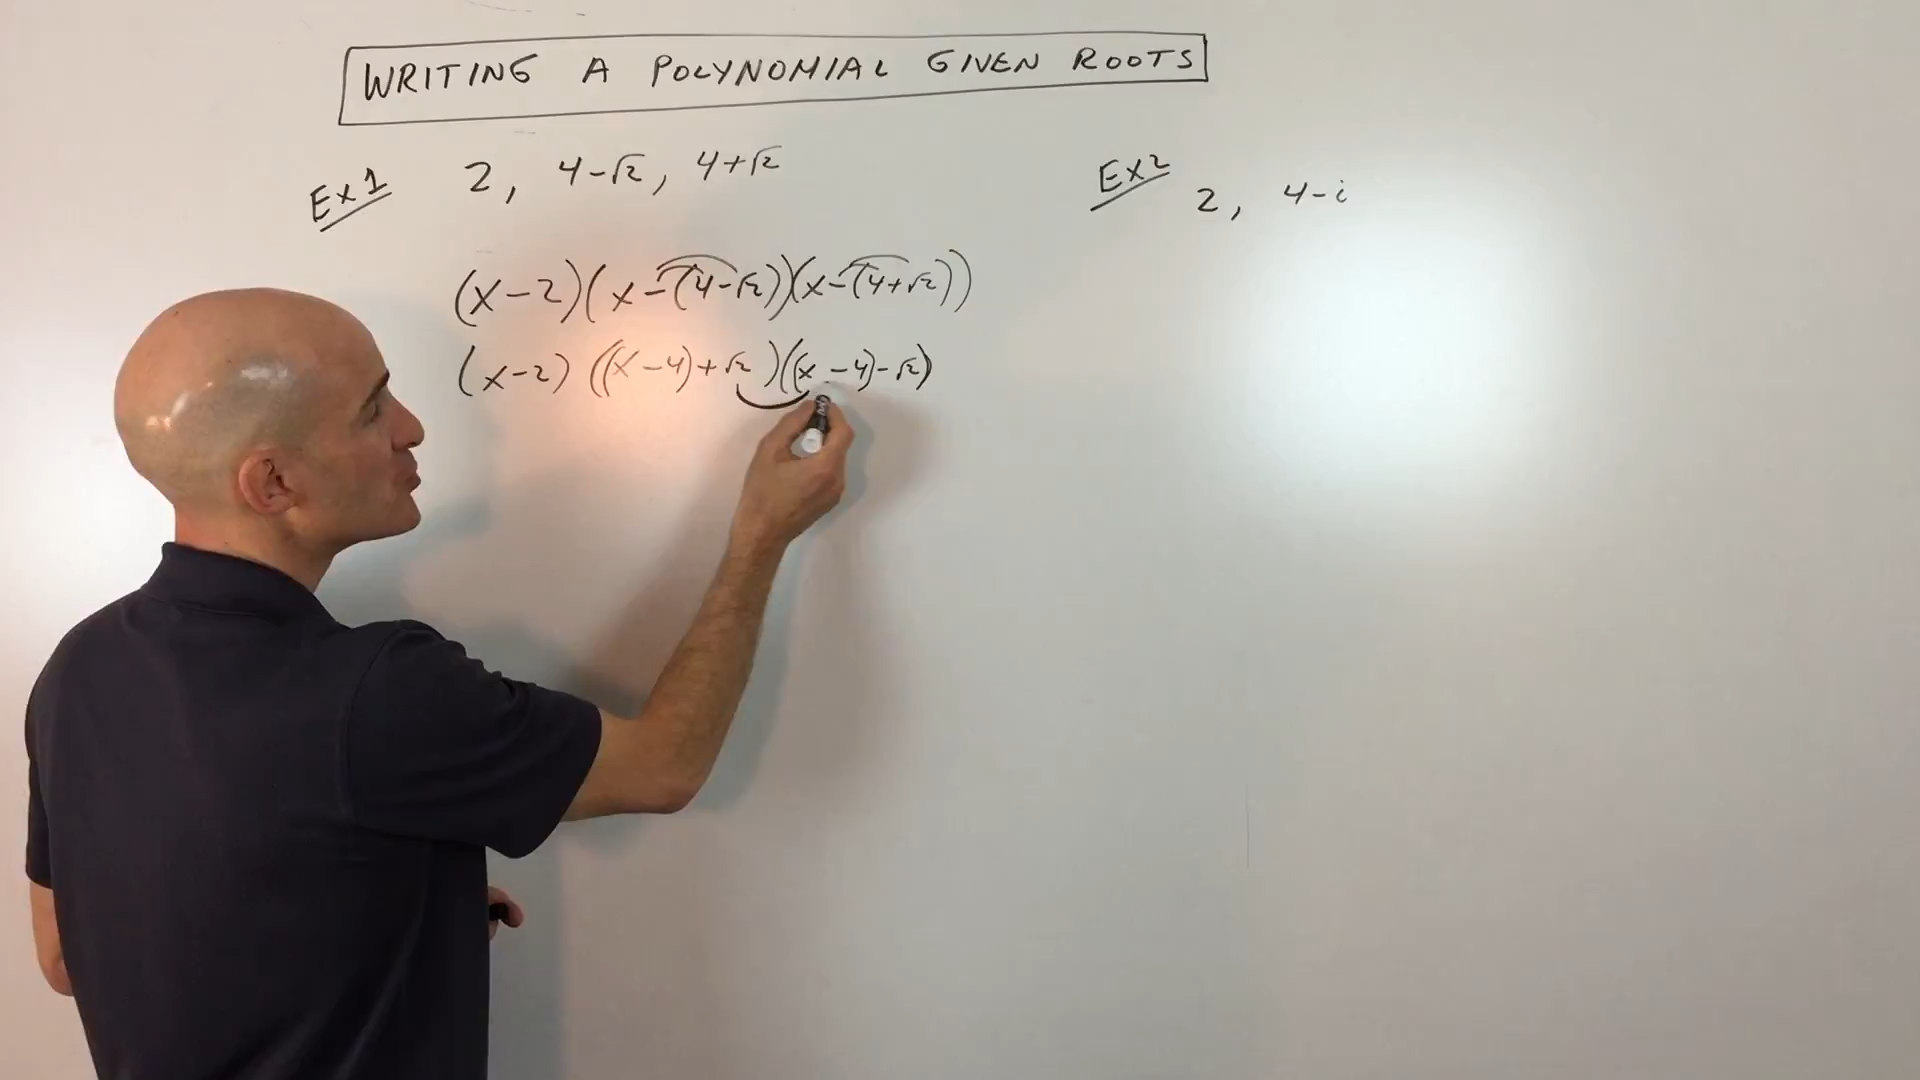 WRITING A POLYNOMIAL GIVEN ROOTS
Ex1 2, 4-√2, 4+√2
(x-2)(x-(4-√2))(x-(4+√2))
(x-2)((x-4)+√2)((x-4)-√2)
Ex2 2, 4-i